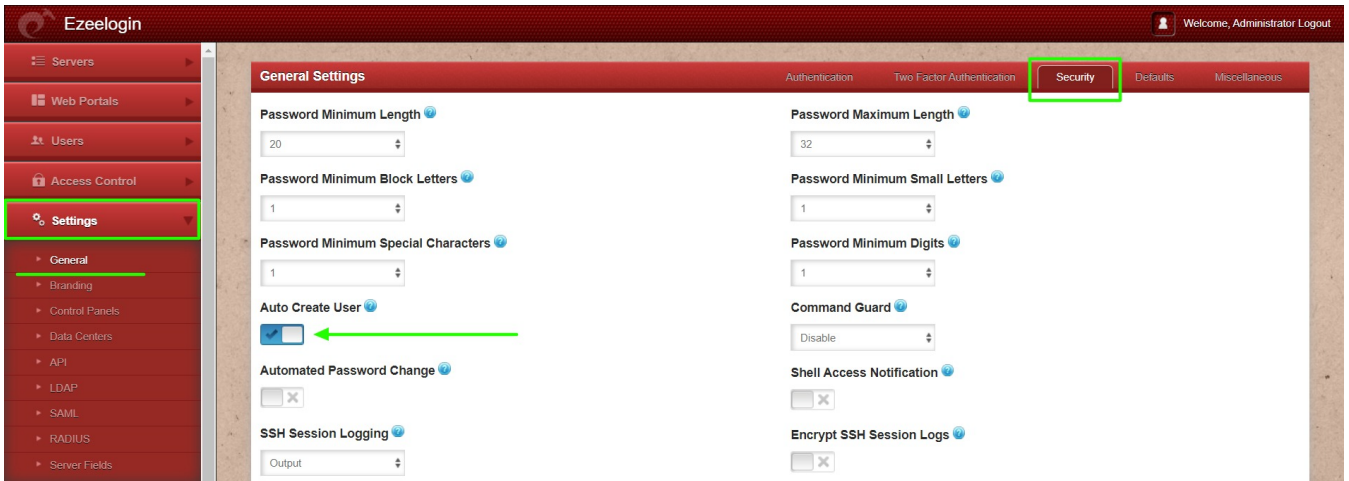 Ezeelogin
Welcome, Administrator Logout
Servers
Web Portals
Users
Access Control
Settings
General
Branding
Control Panels
Data Centers
API
LDAP
SAML
RADIUS
Server Fields
General Settings
Authentication
Two Factor Authentication
Security
Defaults
Miscellaneous
Password Minimum Length
Password Maximum Length
20
32
Password Minimum Block Letters
Password Minimum Small Letters
1
1
Password Minimum Special Characters
Password Minimum Digits
1
1
Auto Create User
Command Guard
Disable
Automated Password Change
Shell Access Notification
SSH Session Logging
Encrypt SSH Session Logs
Output